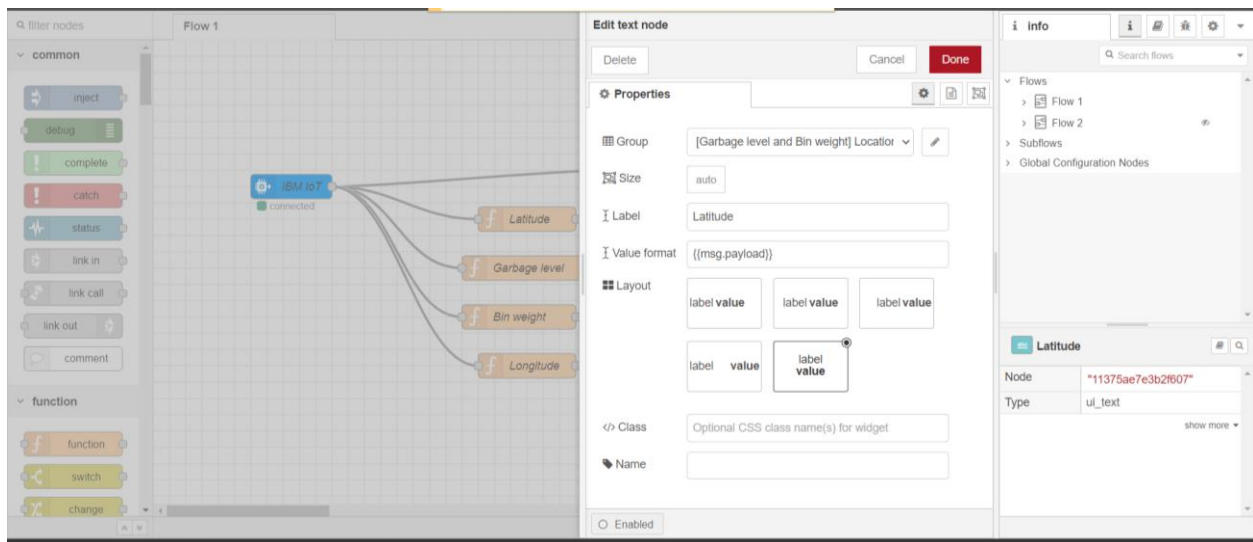 filter nodes
common
inject
debug
complete
catch
status
link in
link call
link out
comment
function
function
switch
change
Flow 1
IBM IoT
connected
Latitude
Garbage level
Bin weight
Longitude
Edit text node
Delete
Cancel
Done
Properties
Group
[Garbage level and Bin weight] Location
Size
auto
Label
Latitude
Value format
{{msg.payload}}
Layout
label value
label value
label value
label value
label
value
</> Class
Optional CSS class name(s) for widget
Name
Enabled
i info
i
Search flows
Flows
Flow 1
Flow 2
Subflows
Global Configuration Nodes
abc
Latitude
Node
"11375ae7e3b2f607"
Type
ui_text
show more